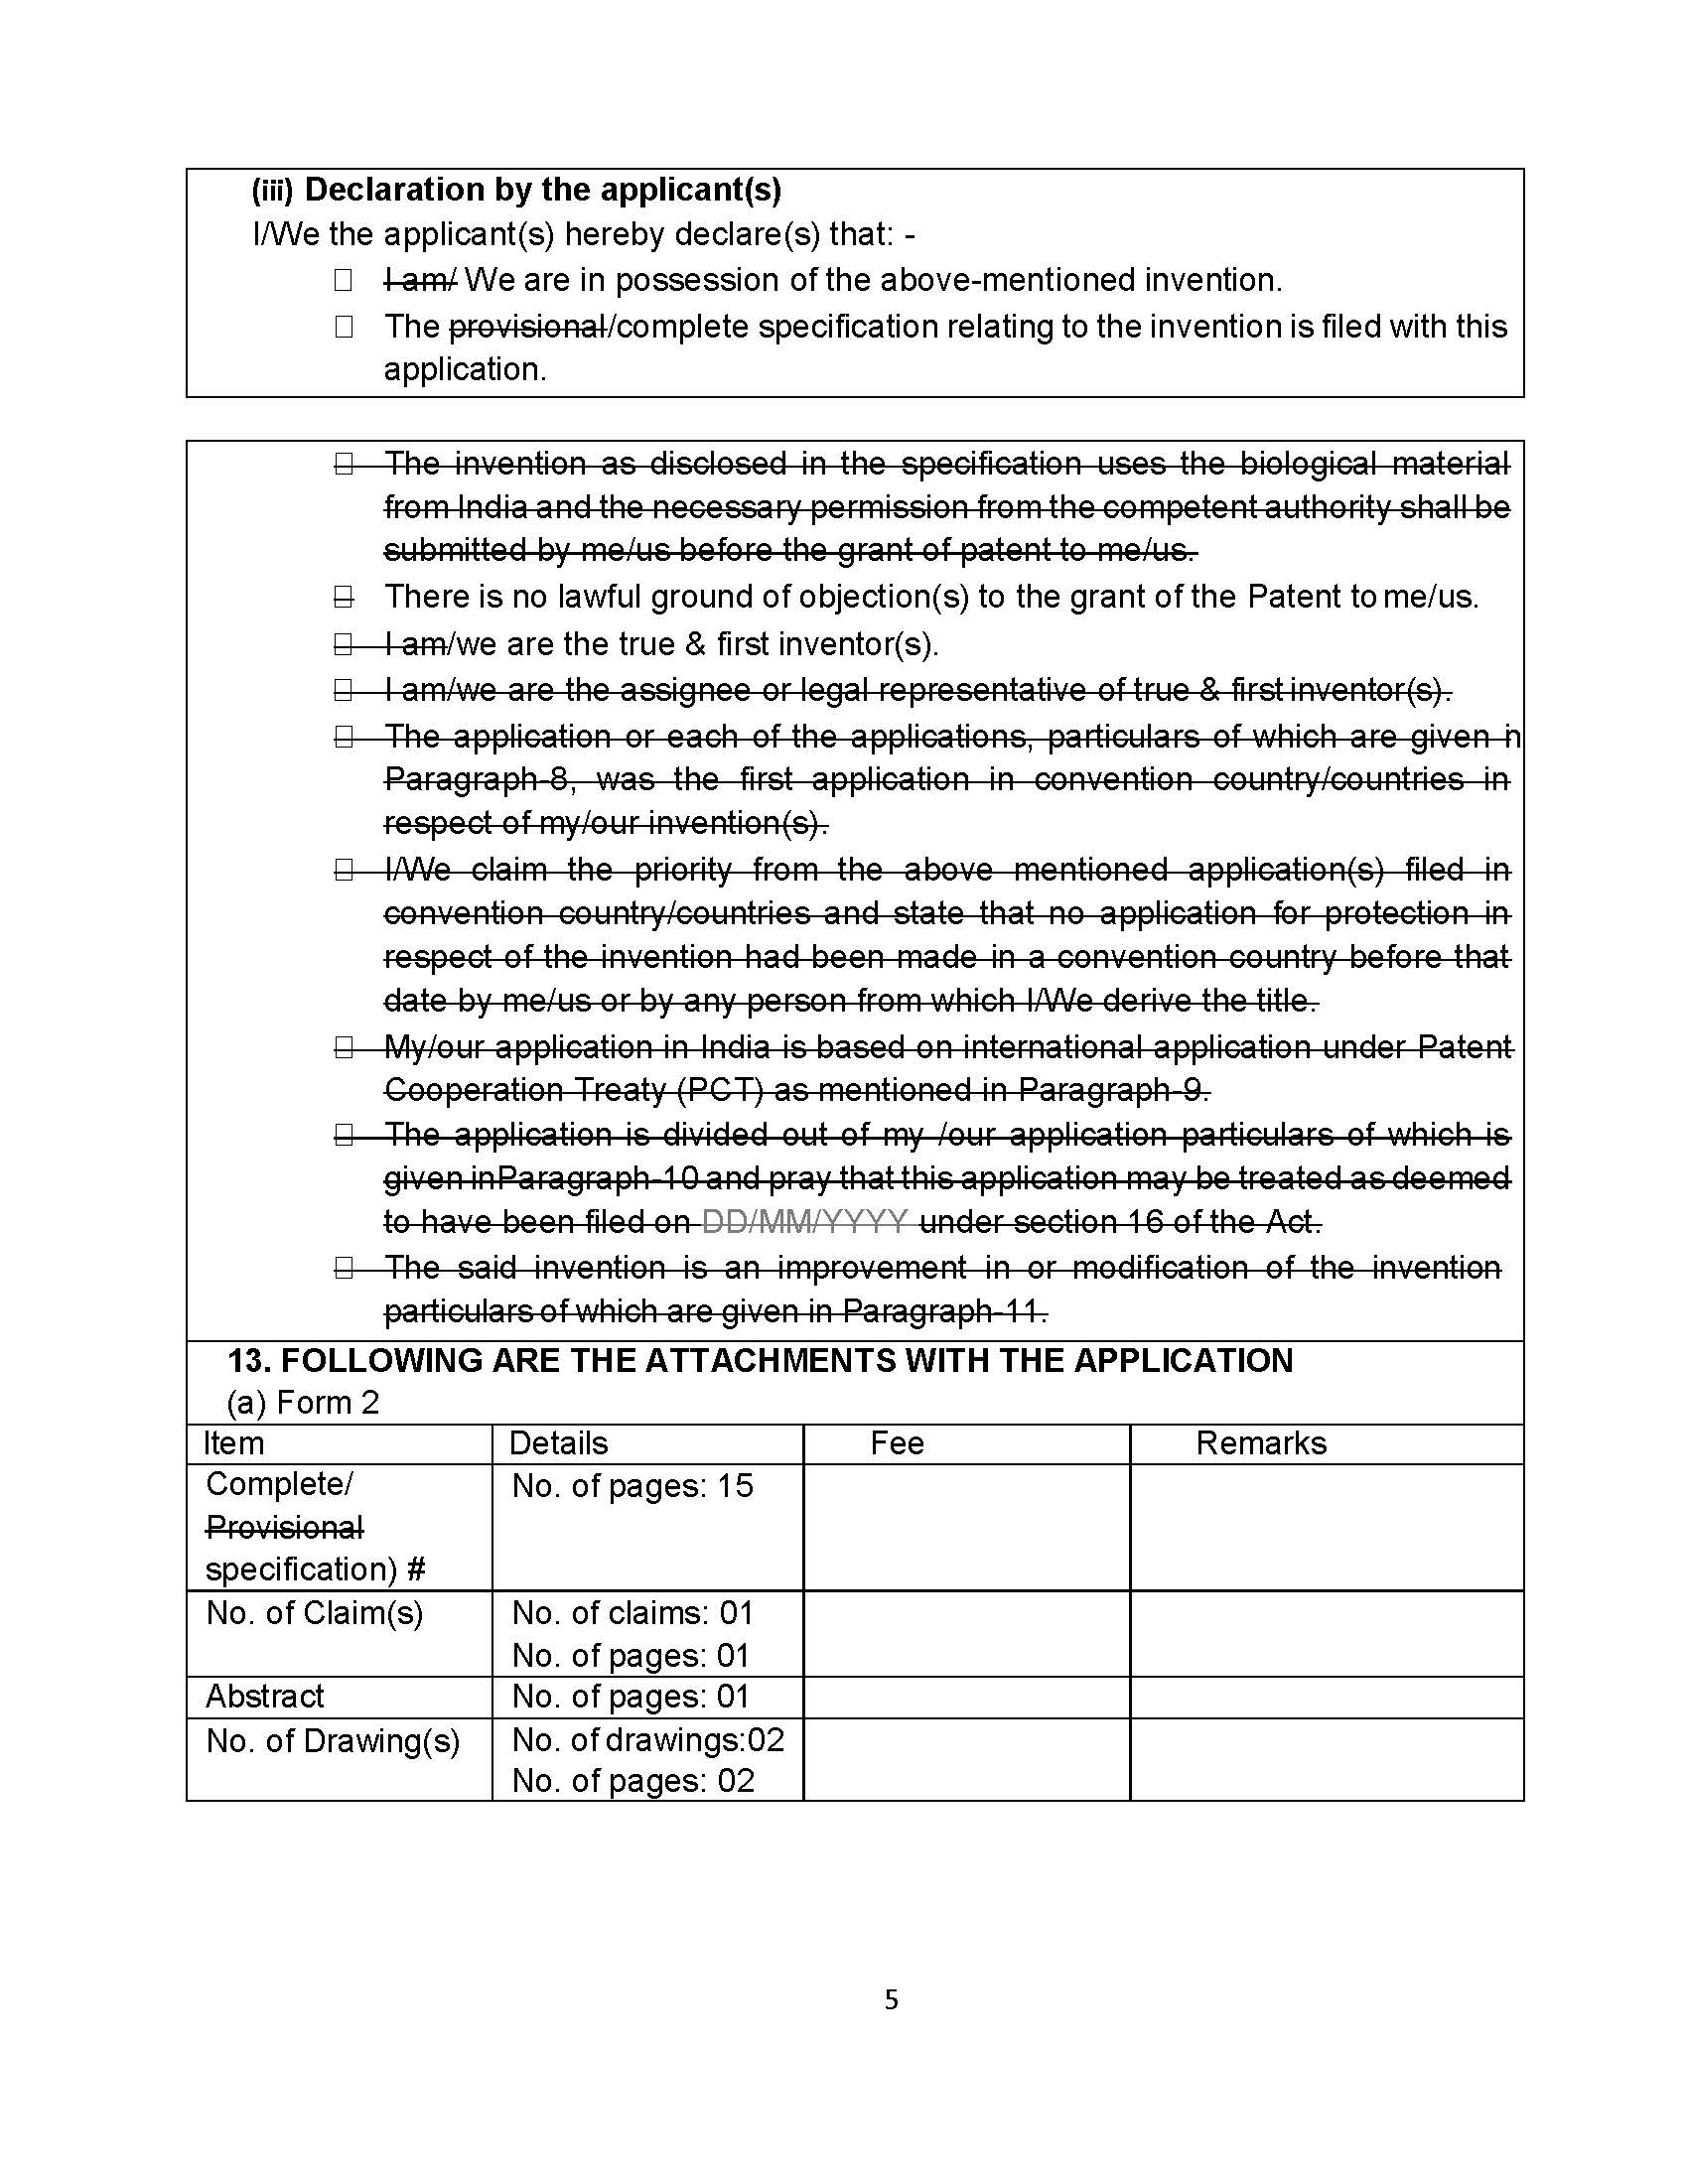 (iii) Declaration by the applicant(s)
I/We the applicant(s) hereby declare(s) that: -
I am/ We are in possession of the above-mentioned invention.
The provisional/complete specification relating to the invention is filed with this
application.
The invention as disclosed in the specification uses the biological material
from India and the necessary permission from the competent authority shall be
submitted by me/us before the grant of patent to me/us.
There is no lawful ground of objection(s) to the grant of the Patent to me/us.
I am/we are the true & first inventor(s).
I am/we are the assignee or legal representative of true & first inventor(s).
The application or each of the applications, particulars of which are given in
Paragraph-8, was the first application in convention country/countries in
respect of my/our invention(s).
I/We claim the priority from the above mentioned application(s) filed in
convention country/countries and state that no application for protection in
respect of the invention had been made in a convention country before that
date by me/us or by any person from which I/We derive the title.
My/our application in India is based on international application under Patent
Cooperation Treaty (PCT) as mentioned in Paragraph-9.
The application is divided out of my /our application particulars of which is
given inParagraph-10 and pray that this application may be treated as deemed
to have been filed on DD/MM/YYYY under section 16 of the Act.
The said invention is an improvement in or modification of the invention
particulars of which are given in Paragraph-11.
13. FOLLOWING ARE THE ATTACHMENTS WITH THE APPLICATION
(a) Form 2
Item Details Fee Remarks
Complete/ No. of pages: 15
Provisional
specification) #
No. of Claim(s) No. of claims: 01
No. of pages: 01
Abstract No. of pages: 01
No. of Drawing(s) No. of drawings:02
No. of pages: 02
5